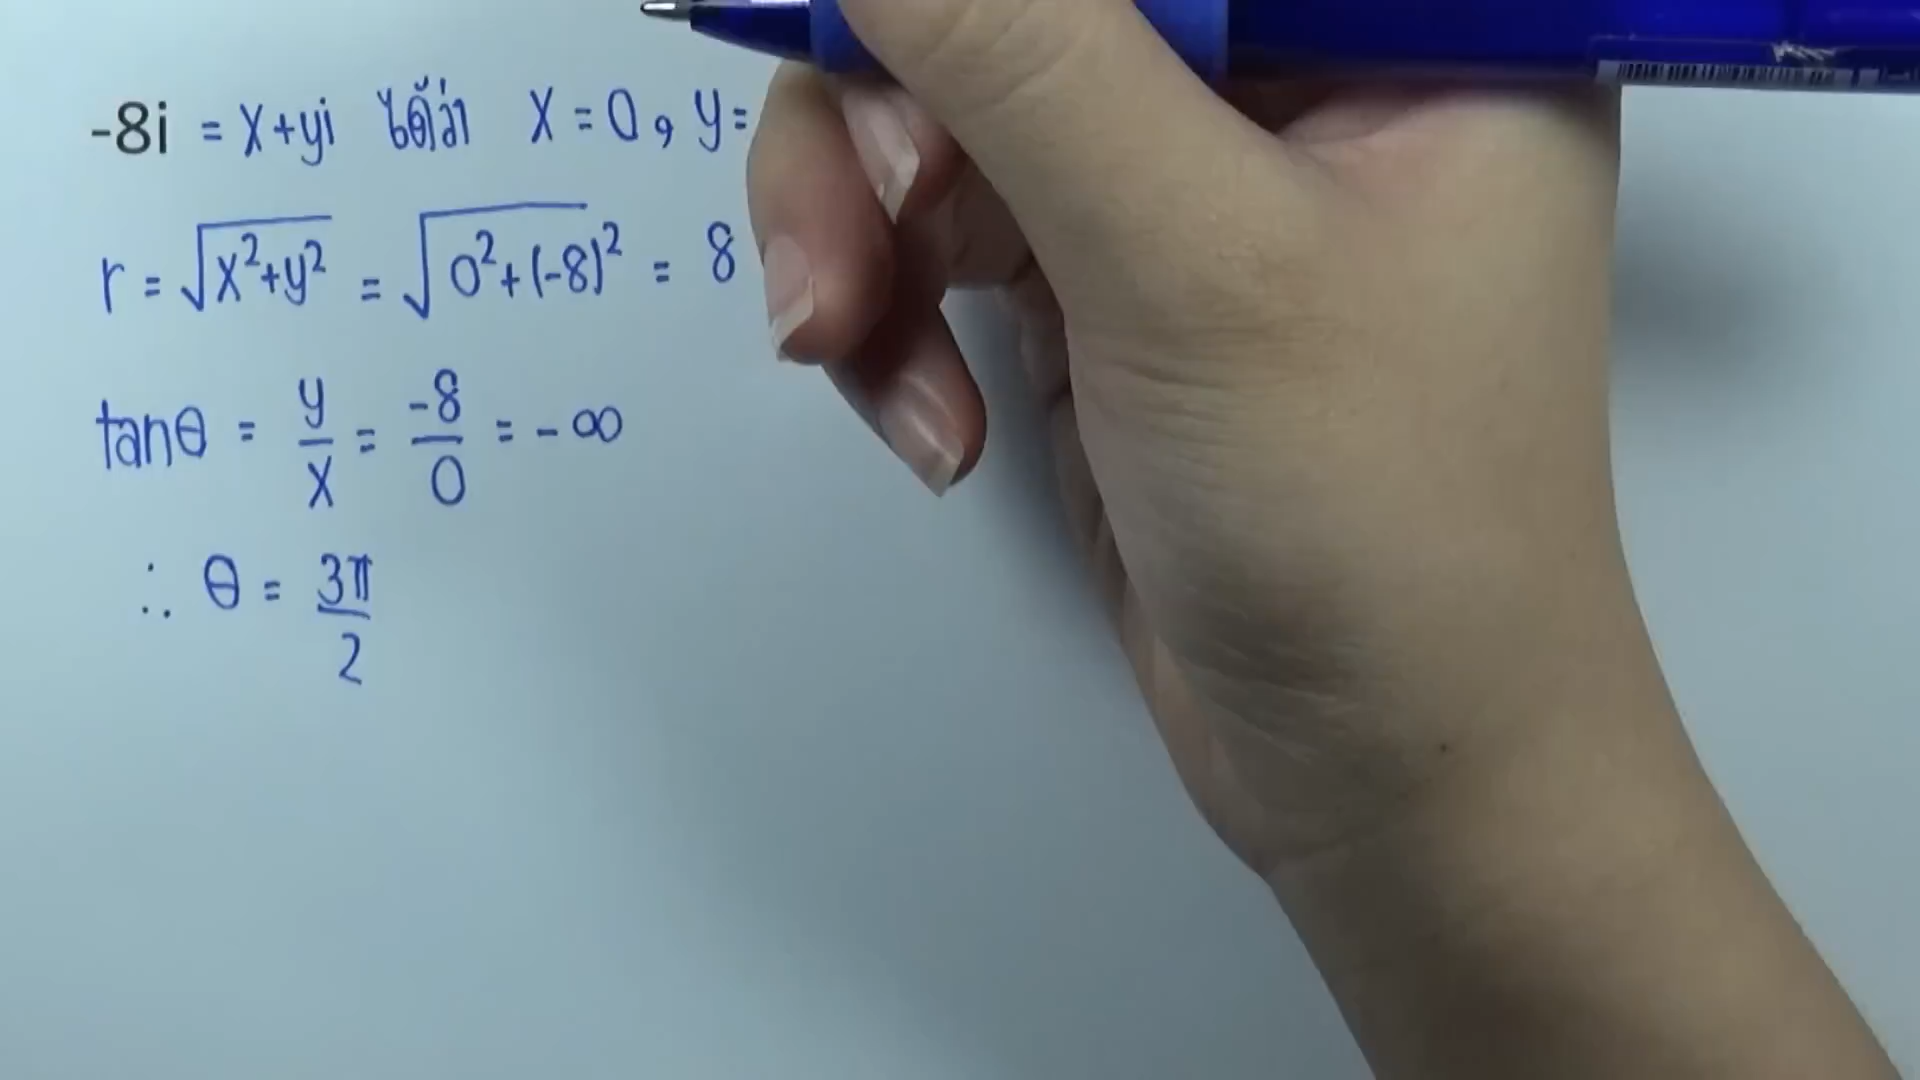 -8i = x+yi ได้ว่า x = 0, y =
r = √x²+y² = √0²+(-8)² = 8
tanθ = y/x = -8/0 = -∞
∴ θ = 3π/2